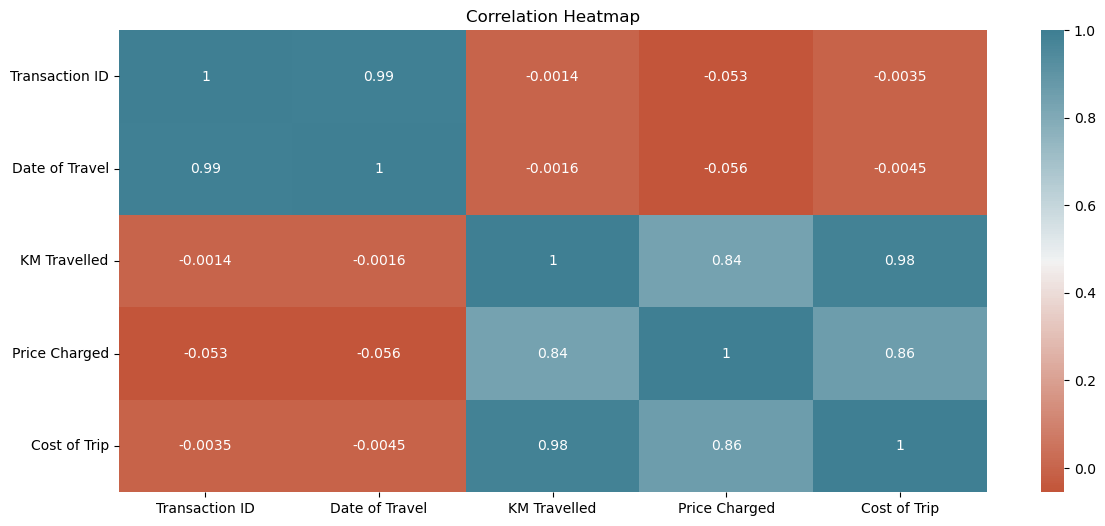 Correlation Heatmap
Transaction ID 1 0.99 -0.0014 -0.053 -0.0035
Date of Travel 0.99 1 -0.0016 -0.056 -0.0045
KM Travelled -0.0014 -0.0016 1 0.84 0.98
Price Charged -0.053 -0.056 0.84 1 0.86
Cost of Trip -0.0035 -0.0045 0.98 0.86 1
Transaction ID Date of Travel KM Travelled Price Charged Cost of Trip
1.0
0.8
0.6
0.4
0.2
0.0